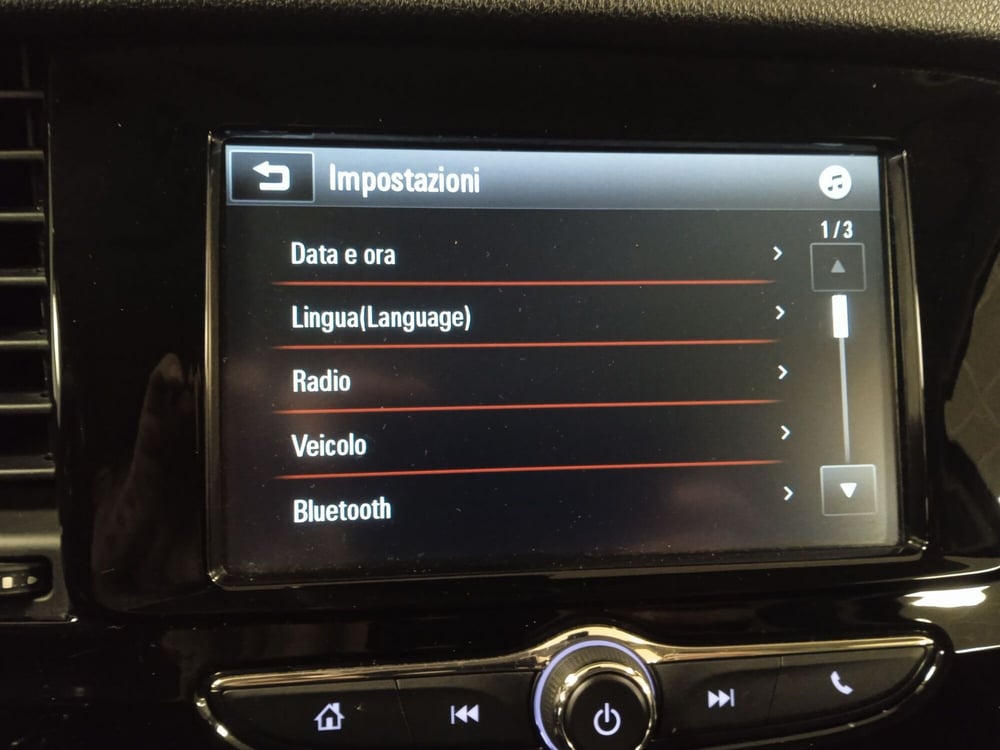 Impostazioni
1/3
Data e ora
Lingua(Language)
Radio
Veicolo
Bluetooth